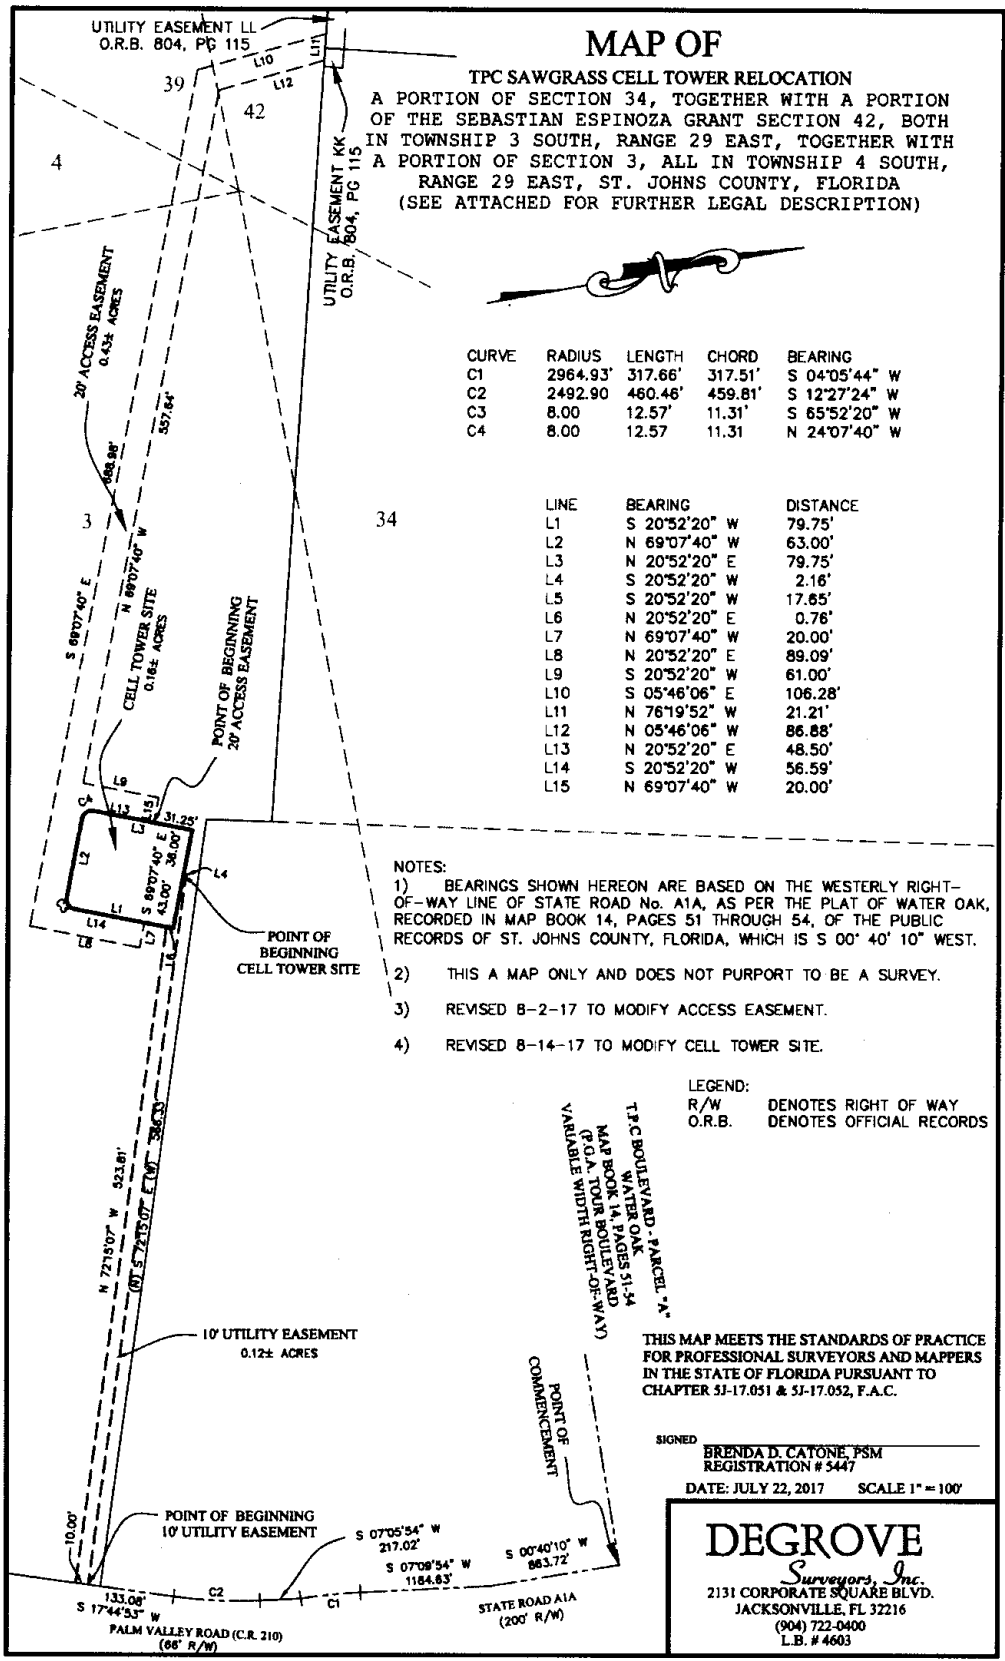 MAP OF
TPC SAWGRASS CELL TOWER RELOCATION
A PORTION OF SECTION 34, TOGETHER WITH A PORTION
OF THE SEBASTIAN ESPINOZA GRANT SECTION 42, BOTH
IN TOWNSHIP 3 SOUTH, RANGE 29 EAST, TOGETHER WITH
A PORTION OF SECTION 3, ALL IN TOWNSHIP 4 SOUTH,
RANGE 29 EAST, ST. JOHNS COUNTY, FLORIDA
(SEE ATTACHED FOR FURTHER LEGAL DESCRIPTION)
UTILITY EASEMENT LL
O.R.B. 804, PG 115
L10
L11
L12
39
42
4
UTILITY EASEMENT KK
O.R.B. 804, PG 115
20' ACCESS EASEMENT
0.43± ACRES
557.64'
688.98'
3
34
N 69°07'40" W
S 69°07'40" E
CELL TOWER SITE
0.16± ACRES
POINT OF BEGINNING
20' ACCESS EASEMENT
CURVE RADIUS LENGTH CHORD BEARING
C1 2964.93' 317.66' 317.51' S 04°05'44" W
C2 2492.90 460.46' 459.81' S 12°27'24" W
C3 8.00 12.57' 11.31' S 65°52'20" W
C4 8.00 12.57 11.31 N 24°07'40" W
LINE BEARING DISTANCE
L1 S 20°52'20" W 79.75'
L2 N 69°07'40" W 63.00'
L3 N 20°52'20" E 79.75'
L4 S 20°52'20" W 2.16'
L5 S 20°52'20" W 17.65'
L6 N 20°52'20" E 0.76'
L7 N 69°07'40" W 20.00'
L8 N 20°52'20" E 89.09'
L9 S 20°52'20" W 61.00'
L10 S 05°46'06" E 106.28'
L11 N 76°19'52" W 21.21'
L12 N 05°46'06" W 86.88'
L13 N 20°52'20" E 48.50'
L14 S 20°52'20" W 56.59'
L15 N 69°07'40" W 20.00'
L9
C4
L13
L15
L3
31.25'
L2
S 69°07'40" E
38.00'
43.00'
L4
C3
L1
L14
L8
L7
L6
POINT OF
BEGINNING
CELL TOWER SITE
NOTES:
1) BEARINGS SHOWN HEREON ARE BASED ON THE WESTERLY RIGHT-
OF-WAY LINE OF STATE ROAD No. A1A, AS PER THE PLAT OF WATER OAK,
RECORDED IN MAP BOOK 14, PAGES 51 THROUGH 54, OF THE PUBLIC
RECORDS OF ST. JOHNS COUNTY, FLORIDA, WHICH IS S 00° 40' 10" WEST.
2) THIS A MAP ONLY AND DOES NOT PURPORT TO BE A SURVEY.
3) REVISED 8-2-17 TO MODIFY ACCESS EASEMENT.
4) REVISED 8-14-17 TO MODIFY CELL TOWER SITE.
LEGEND:
R/W DENOTES RIGHT OF WAY
O.R.B. DENOTES OFFICIAL RECORDS
T.P.C BOULEVARD - PARCEL "A"
WATER OAK
MAP BOOK 14, PAGES 51-54
(P.G.A. TOUR BOULEVARD
VARIABLE WIDTH RIGHT-OF-WAY)
N 72°15'07" W 523.81'
S 72°15'07" E
10' UTILITY EASEMENT
0.12± ACRES
POINT OF
COMMENCEMENT
THIS MAP MEETS THE STANDARDS OF PRACTICE
FOR PROFESSIONAL SURVEYORS AND MAPPERS
IN THE STATE OF FLORIDA PURSUANT TO
CHAPTER 5J-17.051 & 5J-17.052, F.A.C.
SIGNED
BRENDA D. CATONE, PSM
REGISTRATION # 5447
DATE: JULY 22, 2017 SCALE 1" = 100'
POINT OF BEGINNING
10' UTILITY EASEMENT
10.00'
S 07°05'54" W
217.02'
S 07°09'54" W
1164.63'
S 00°40'10" W
863.72'
133.08'
S 17°44'53" W
C2
C1
PALM VALLEY ROAD (C.R. 210)
(66' R/W)
STATE ROAD A1A
(200' R/W)
DEGROVE
Surveyors, Inc.
2131 CORPORATE SQUARE BLVD.
JACKSONVILLE, FL 32216
(904) 722-0400
L.B. # 4603